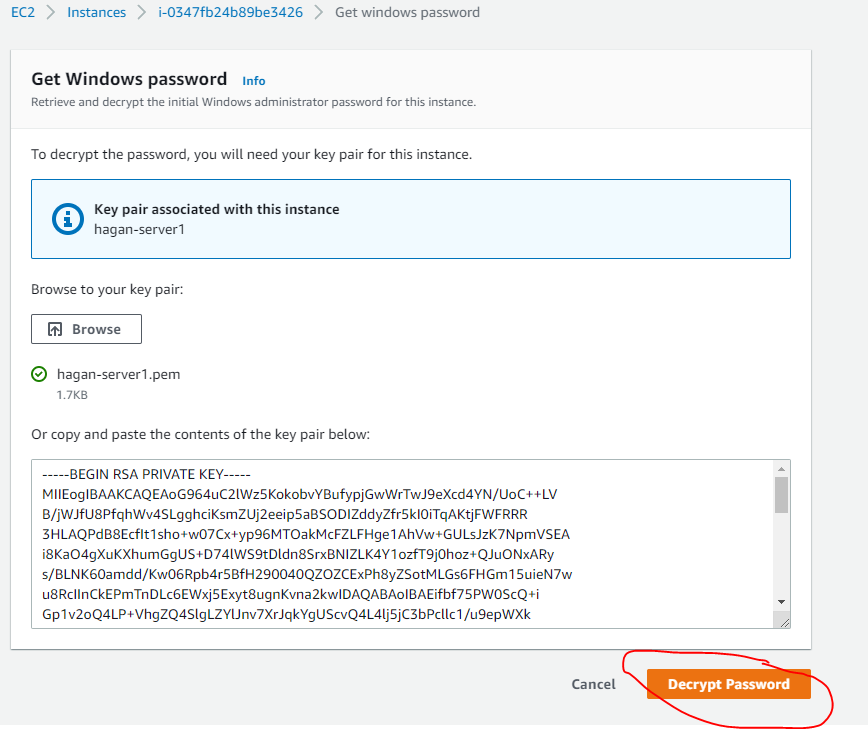 EC2 > Instances > i-0347fb24b89be3426 > Get windows password
Get Windows password Info
Retrieve and decrypt the initial Windows administrator password for this instance.
To decrypt the password, you will need your key pair for this instance.
Key pair associated with this instance
hagan-server1
Browse to your key pair:
Browse
hagan-server1.pem
1.7KB
Or copy and paste the contents of the key pair below:
-----BEGIN RSA PRIVATE KEY-----
MIIEogIBAAKCAQEAoG964uC2lWz5KokobvYBufypjGwWrTwJ9eXcd4YN/UoC++LV
B/jWJfU8PfqhWv4SLgghciKsmZUj2eeip5aBSODIZddyZfr5kI0iTqAKtjFWFRRR
3HLAQPdB8EcfIt1sho+w07Cx+yp96MTOakMcFZLFHge1AhVw+GULsJzK7NpmVSEA
i8KaO4gXuKXhumGgUS+D74lWS9tDldn8SrxBNIZLK4Y1ozfT9j0hoz+QJuONxARy
s/BLNK60amdd/Kw06Rpb4r5BfH290040QZOZCExPh8yZSotMLGs6FHGm15uieN7w
u8RcIInCkEPmTnDLc6EWxj5Exyt8ugnKvna2kwIDAQABAoIBAEifbf75PW0ScQ+i
Gp1v2oQ4LP+VhgZQ4SlgLZYlJnv7XrJqkYgUScvQ4L4lj5jC3bPcllc1/u9epWXk
Cancel
Decrypt Password